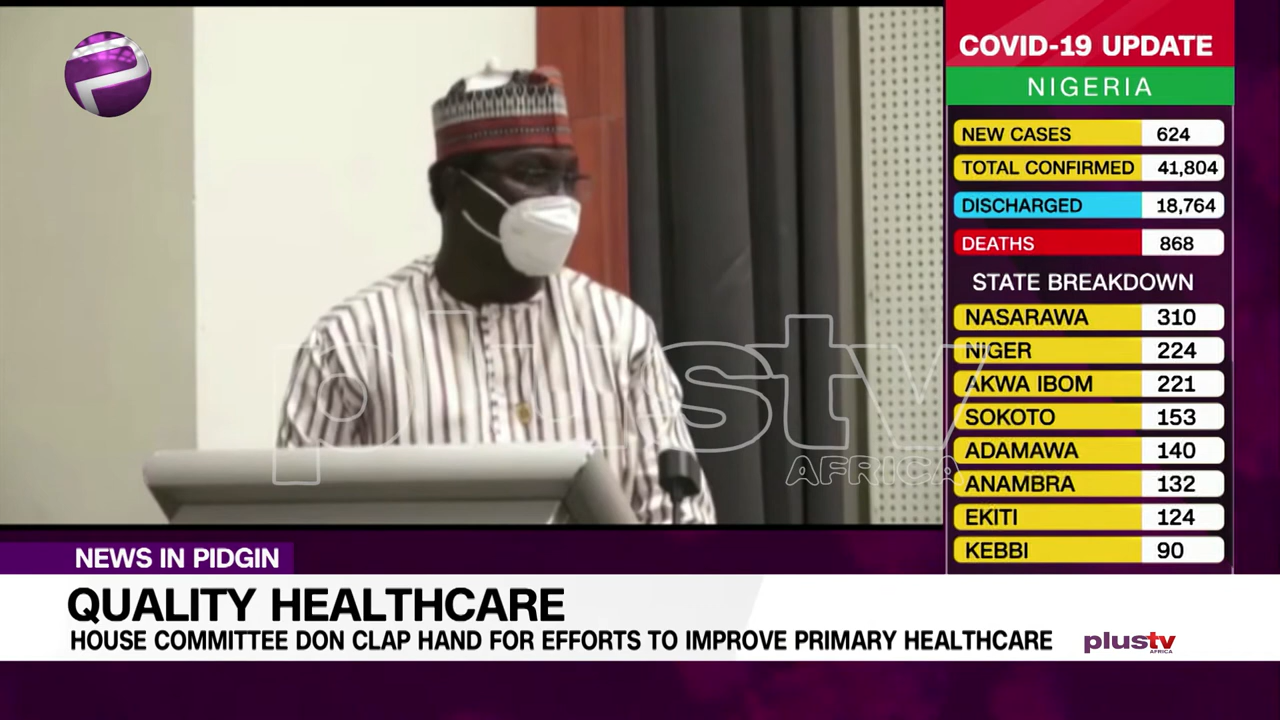 COVID-19 UPDATE
NIGERIA
NEW CASES 624
TOTAL CONFIRMED 41,804
DISCHARGED 18,764
DEATHS 868
STATE BREAKDOWN
NASARAWA 310
NIGER 224
AKWA IBOM 221
SOKOTO 153
ADAMAWA 140
ANAMBRA 132
EKITI 124
KEBBI 90
plustv
AFRICA
NEWS IN PIDGIN
QUALITY HEALTHCARE
HOUSE COMMITTEE DON CLAP HAND FOR EFFORTS TO IMPROVE PRIMARY HEALTHCARE
plustv
AFRICA